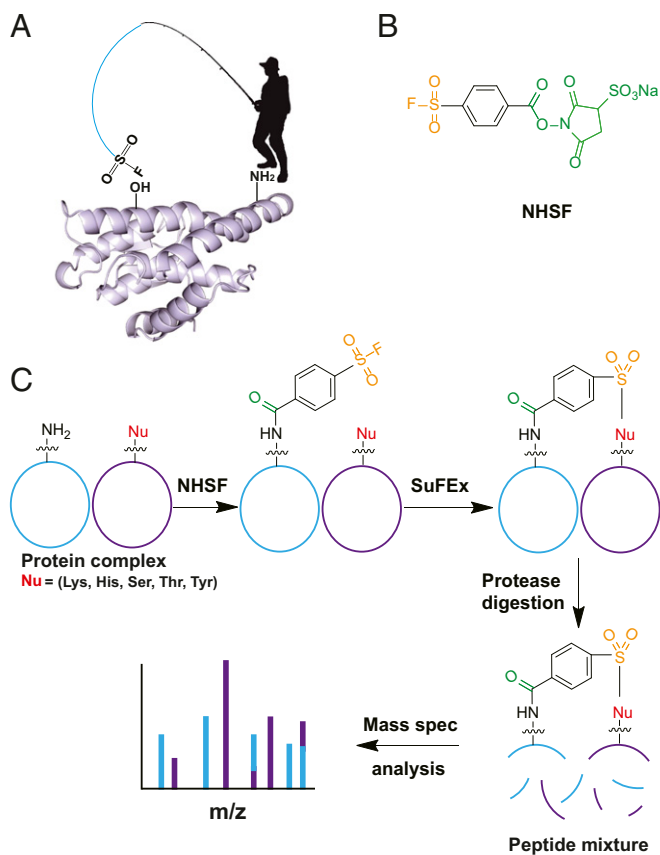 A
O
S
O
F
OH
NH2
B
O
F
S
O
O
O
N
O
O
SO3Na
NHSF
C
NH2
Nu
Protein complex
Nu = (Lys, His, Ser, Thr, Tyr)
NHSF
O
HN
O
S
F
O
Nu
SuFEx
O
HN
O
O
S
Nu
Protease
digestion
O
HN
O
O
S
Nu
Peptide mixture
Mass spec
analysis
m/z